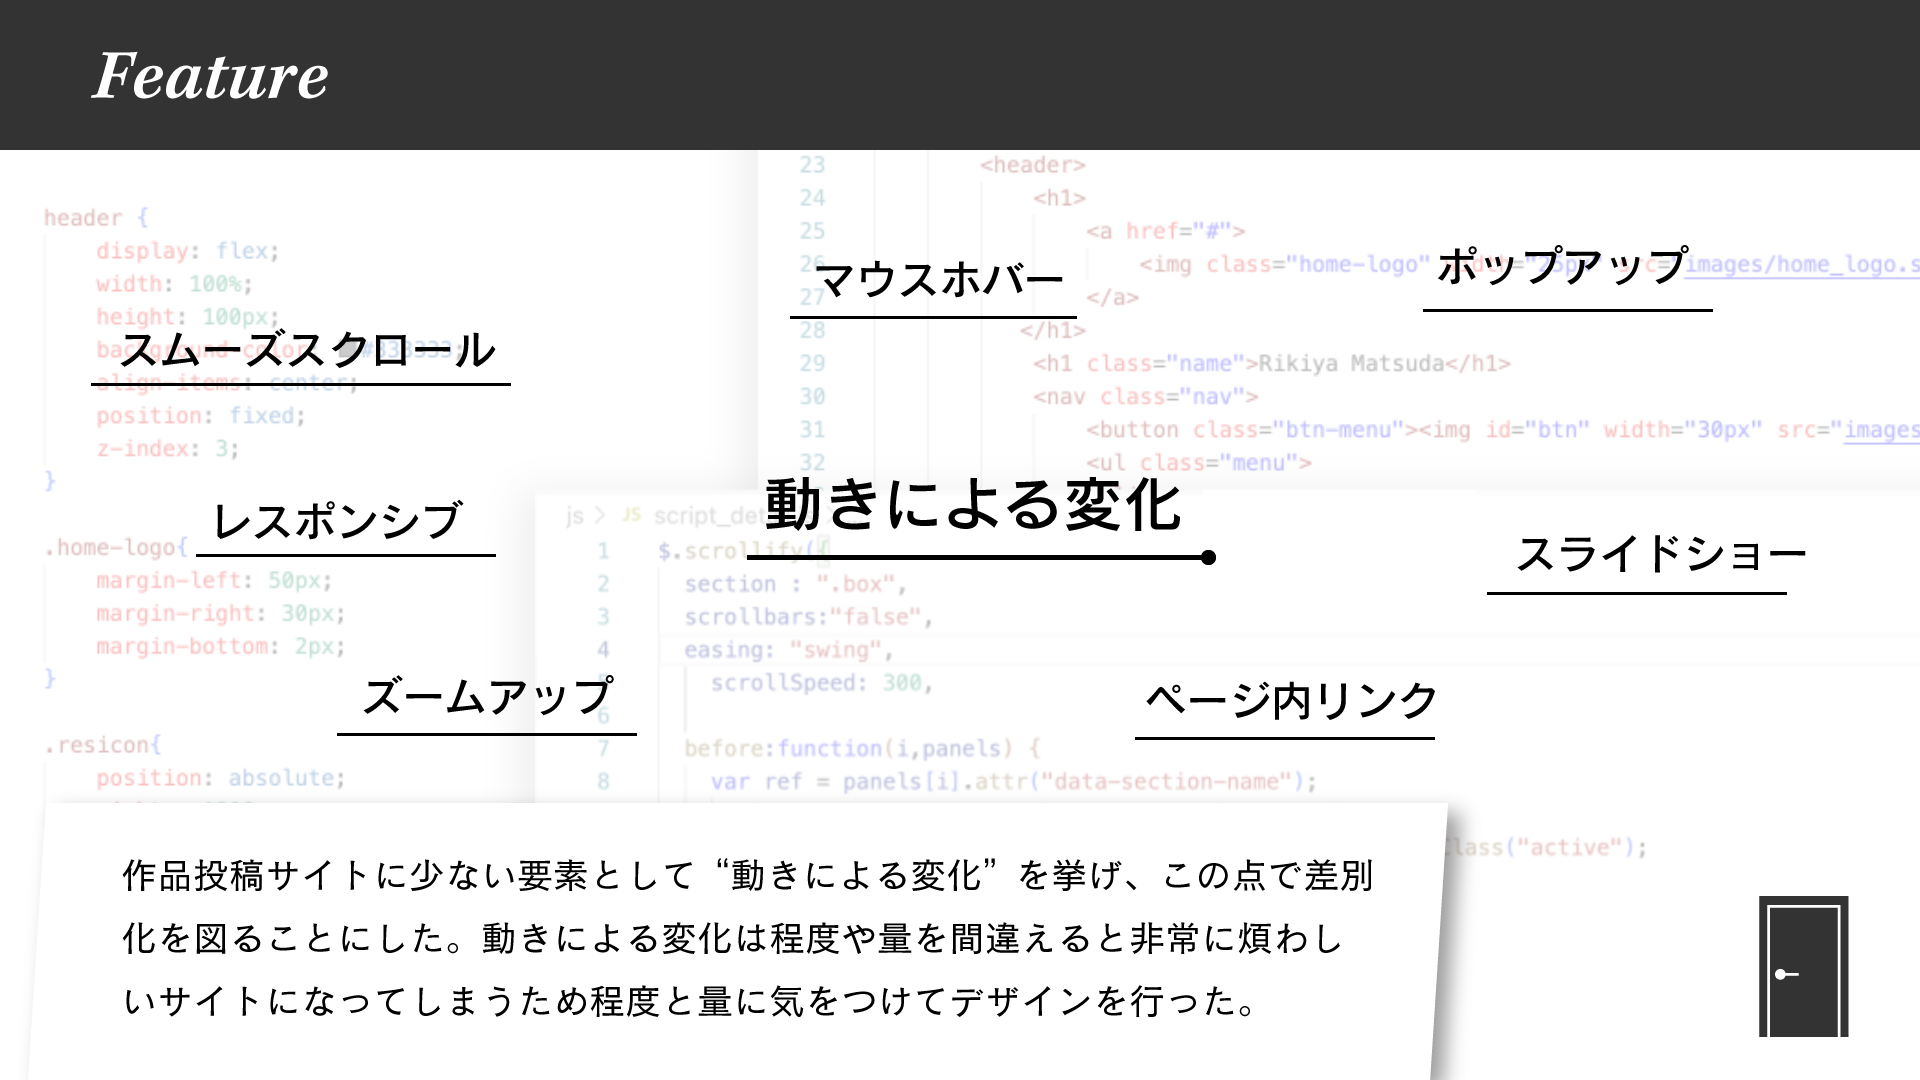 Feature
header {
display: flex;
width: 100%;
height: 100px;
background-color: #333333;
align-items: center;
position: fixed;
z-index: 3;
}
.home-logo{
margin-left: 50px;
margin-right: 30px;
margin-bottom: 2px;
}
.resicon{
position: absolute;
23 <header>
24 <h1>
25 <a href="#">
26 <img class="home-logo" width="25px" src="images/home_logo.s
27 </a>
28 </h1>
29 <h1 class="name">Rikiya Matsuda</h1>
30 <nav class="nav">
31 <button class="btn-menu"><img id="btn" width="30px" src="images
32 <ul class="menu">
js > JS
1 $.scrollify({
2 section : ".box",
3 scrollbars:"false",
4 easing: "swing",
scrollSpeed: 300,
6
7 before:function(i,panels) {
8 var ref = panels[i].attr("data-section-name");
("active");
マウスホバー
ポップアップ
スムーズスクロール
動きによる変化
レスポンシブ
スライドショー
ズームアップ
ページ内リンク
作品投稿サイトに少ない要素として“動きによる変化”を挙げ、この点で差別
化を図ることにした。動きによる変化は程度や量を間違えると非常に煩わし
いサイトになってしまうため程度と量に気をつけてデザインを行った。